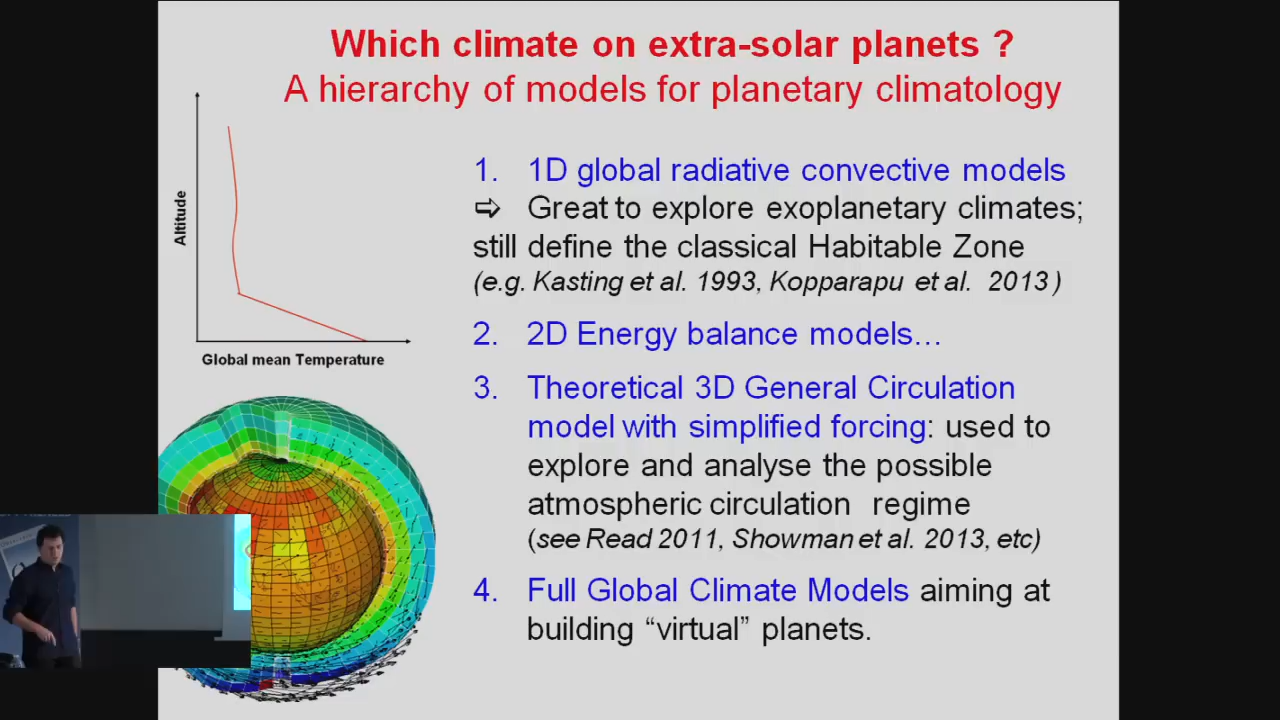 Which climate on extra-solar planets ?
A hierarchy of models for planetary climatology
Altitude
Global mean Temperature
1. 1D global radiative convective models
⇨ Great to explore exoplanetary climates;
still define the classical Habitable Zone
(e.g. Kasting et al. 1993, Kopparapu et al. 2013 )
2. 2D Energy balance models…
3. Theoretical 3D General Circulation
model with simplified forcing: used to
explore and analyse the possible
atmospheric circulation regime
(see Read 2011, Showman et al. 2013, etc)
4. Full Global Climate Models aiming at
building “virtual” planets.